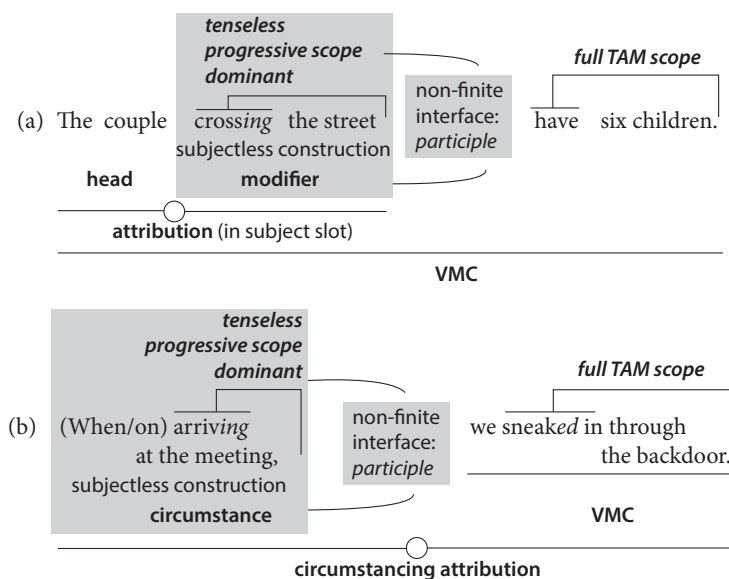 tenseless
progressive scope
dominant
full TAM scope
non-finite
interface:
participle
(a) The couple crossing the street have six children.
subjectless construction
head modifier
attribution (in subject slot)
VMC
tenseless
progressive scope
dominant
full TAM scope
(b) (When/on) arriving
at the meeting,
non-finite
interface:
participle
we sneaked in through
the backdoor.
subjectless construction
circumstance
VMC
circumstancing attribution